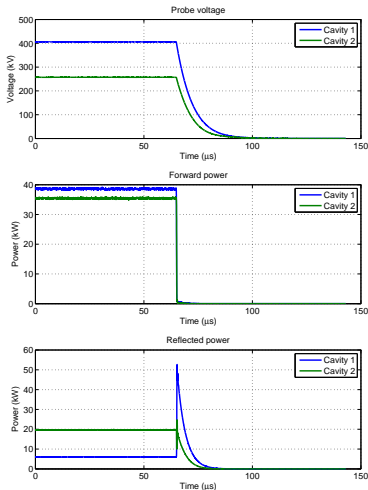 Probe voltage
500
400
300
200
100
0
Voltage (kV)
Cavity 1
Cavity 2
0 50 100 150
Time (µs)
Forward power
40
30
20
10
0
Power (kW)
Cavity 1
Cavity 2
0 50 100 150
Time (µs)
Reflected power
60
50
40
30
20
10
0
Power (kW)
Cavity 1
Cavity 2
0 50 100 150
Time (µs)